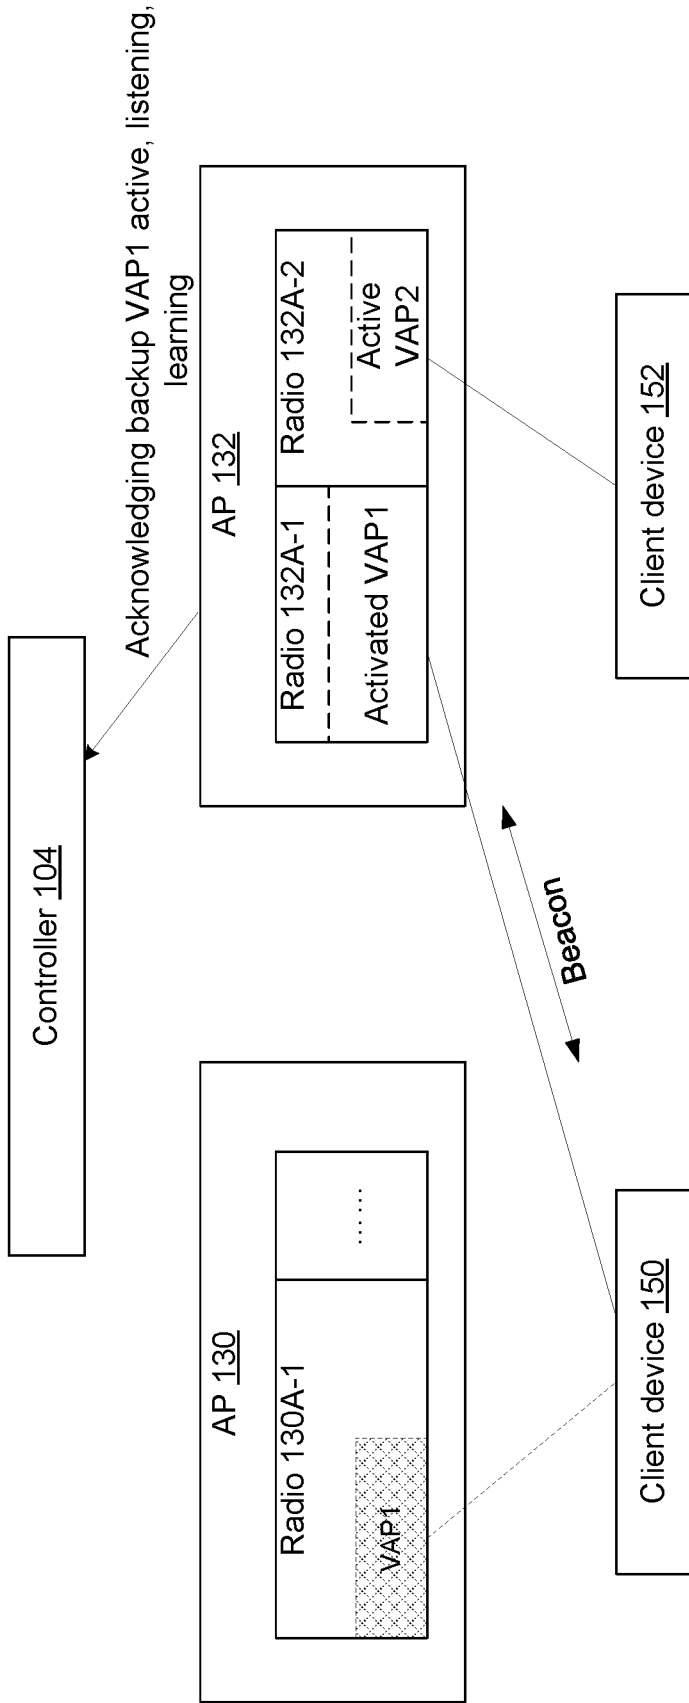 Controller 104
Acknowledging backup VAP1 active, listening,
learning
AP 130
Radio 130A-1
......
VAP1
AP 132
Radio 132A-1
Activated VAP1
Radio 132A-2
Active
VAP2
Beacon
Client device 150
Client device 152